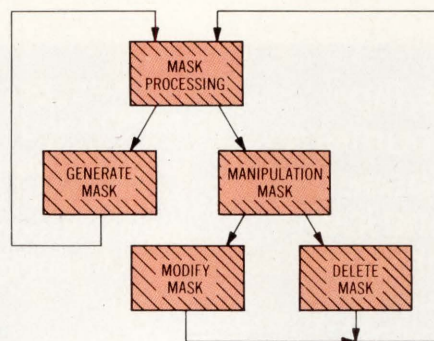 MASK
PROCESSING
GENERATE
MASK
MANIPULATION
MASK
MODIFY
MASK
DELETE
MASK